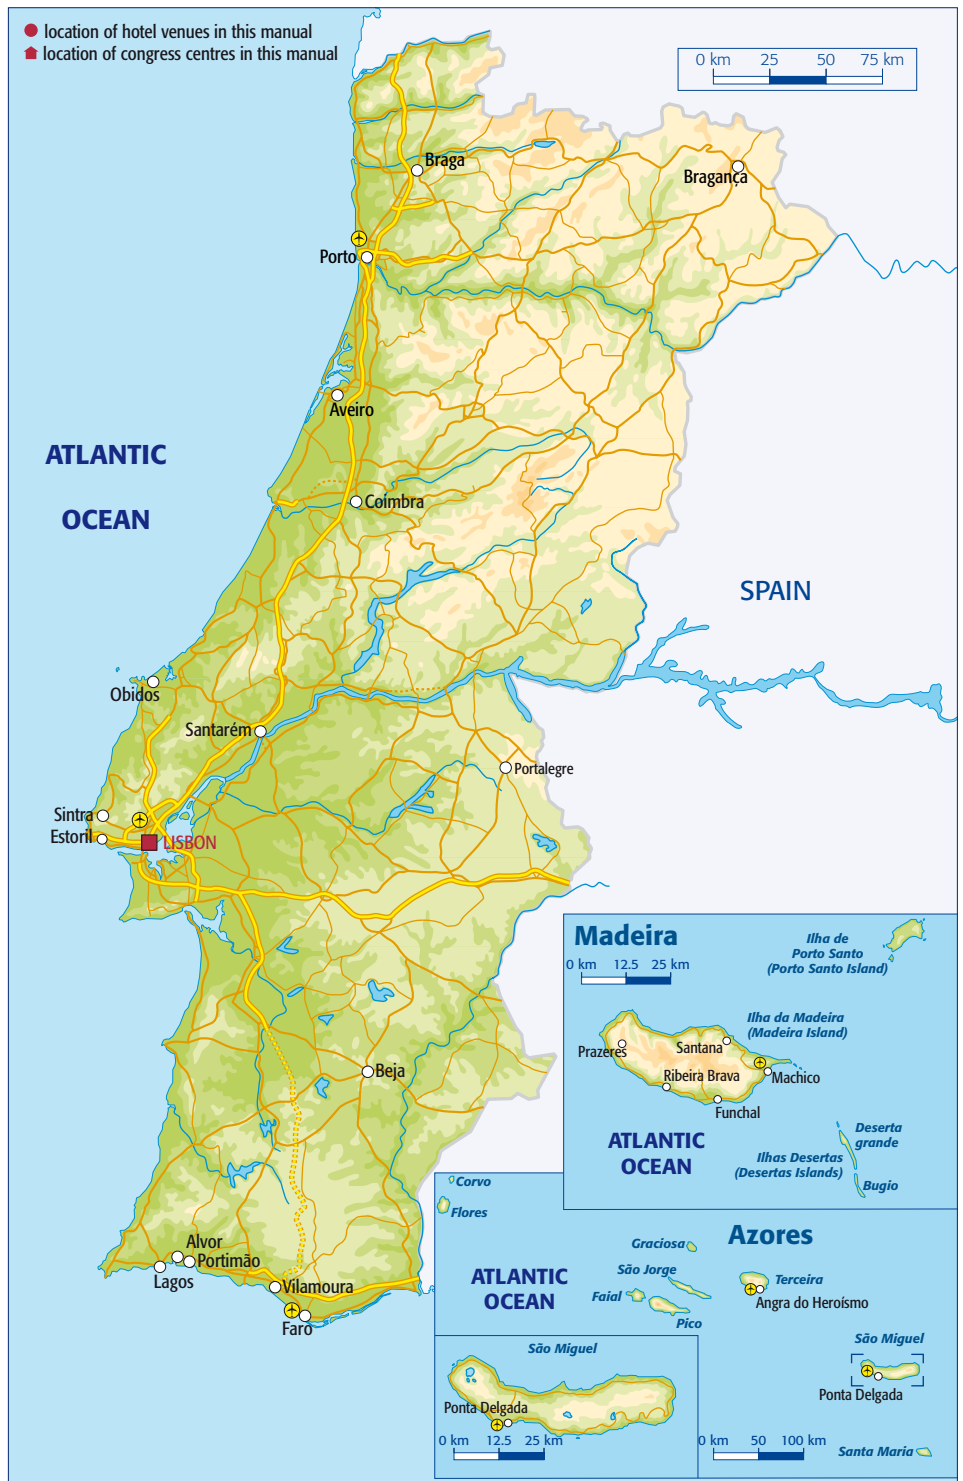 location of hotel venues in this manual
location of congress centres in this manual
0 km 25 50 75 km
Braga
Bragança
Porto
Aveiro
ATLANTIC
OCEAN
Coímbra
SPAIN
Obidos
Santarém
Portalegre
Sintra
Estoril
LISBON
Beja
Alvor
Portimão
Lagos
Vilamoura
Faro
Madeira
0 km 12.5 25 km
Ilha de
Porto Santo
(Porto Santo Island)
Ilha da Madeira
(Madeira Island)
Prazeres
Santana
Ribeira Brava
Machico
Funchal
ATLANTIC
OCEAN
Deserta
grande
Ilhas Desertas
(Desertas Islands)
Bugio
Corvo
Flores
Azores
Graciosa
ATLANTIC
OCEAN
São Jorge
Faíal
Pico
Terceira
Angra do Heroísmo
São Miguel
Ponta Delgada
0 km 50 100 km
Santa Maria
São Miguel
Ponta Delgada
0 km 12.5 25 km